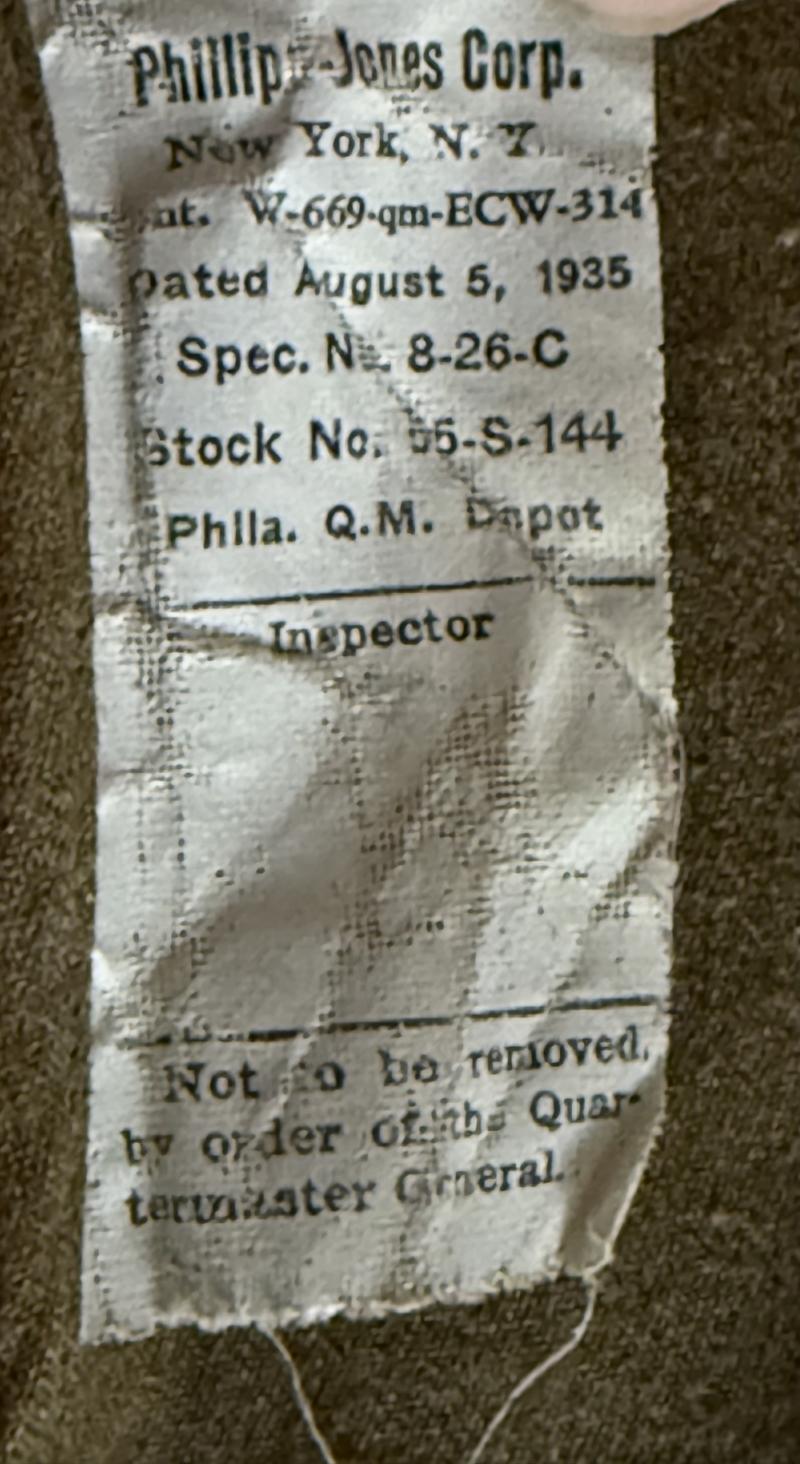 Phillips-Jones Corp.
New York, N. Y.
nt. W-669-qm-ECW-314
Dated August 5, 1935
Spec. No. 8-26-C
Stock No. 55-S-144
Phila. Q.M. Depot
Inspector
Not to be removed,
by order of the Quar-
termaster General.